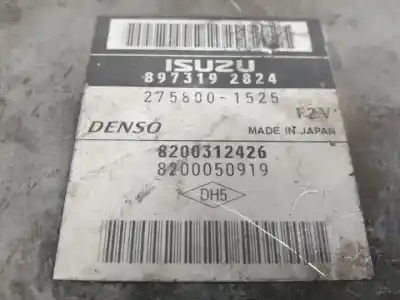 ISUZU
897319 2824
275800-1525
12V
DENSO
MADE IN JAPAN
8200312426
8200050919
DH5